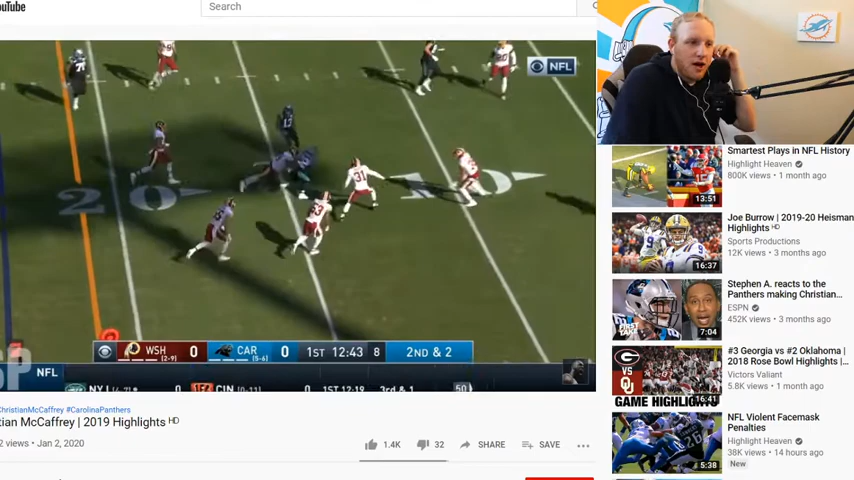 ouTube
Search
NFL
20
10
WSH 0 CAR 0 1ST 12:43 8 2ND & 2
(2-9) (5-6)
NFL
CIN (0-11) 1ST 12:19 3rd & 1 50
ChristianMcCaffrey #CarolinaPanthers
tian McCaffrey | 2019 Highlights HD
2 views • Jan 2, 2020
1.4K 32 SHARE SAVE
Smartest Plays in NFL History
Highlight Heaven
800K views • 1 month ago
13:51
Joe Burrow | 2019-20 Heisman
Highlights HD
Sports Productions
12K views • 3 months ago
16:37
Stephen A. reacts to the
Panthers making Christian...
ESPN
452K views • 3 months ago
FIRST TAKE
7:04
#3 Georgia vs #2 Oklahoma |
2018 Rose Bowl Highlights |...
Victors Valiant
5.8K views • 1 month ago
GAME HIGHLIGHTS
16:41
NFL Violent Facemask
Penalties
Highlight Heaven
38K views • 14 hours ago
New
5:38